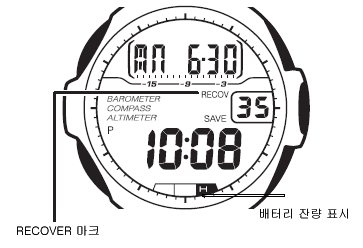 6-30
-15 -9 -3
RECOV
BAROMETER
COMPASS
ALTIMETER
35
P
SAVE
10:08
H
배터리 잔량 표시
RECOVER 마크